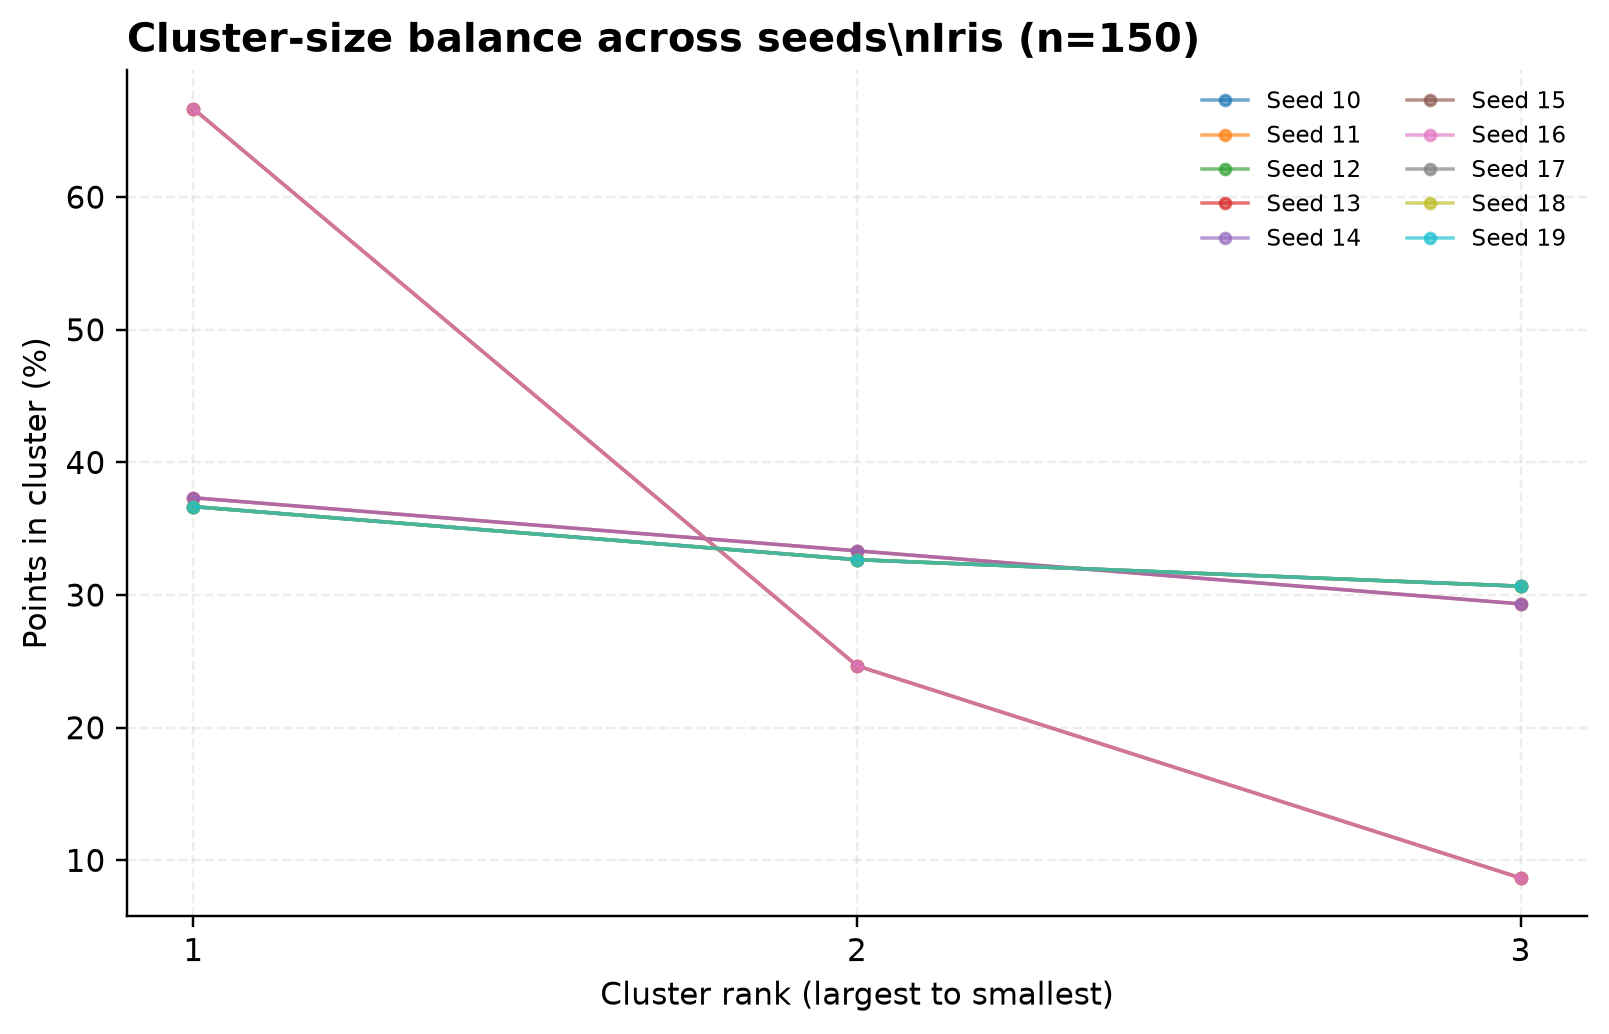 Cluster-size balance across seeds\nIris (n=150)
Seed 10
Seed 11
Seed 12
Seed 13
Seed 14
Seed 15
Seed 16
Seed 17
Seed 18
Seed 19
Points in cluster (%)
60
50
40
30
20
10
1 2 3
Cluster rank (largest to smallest)